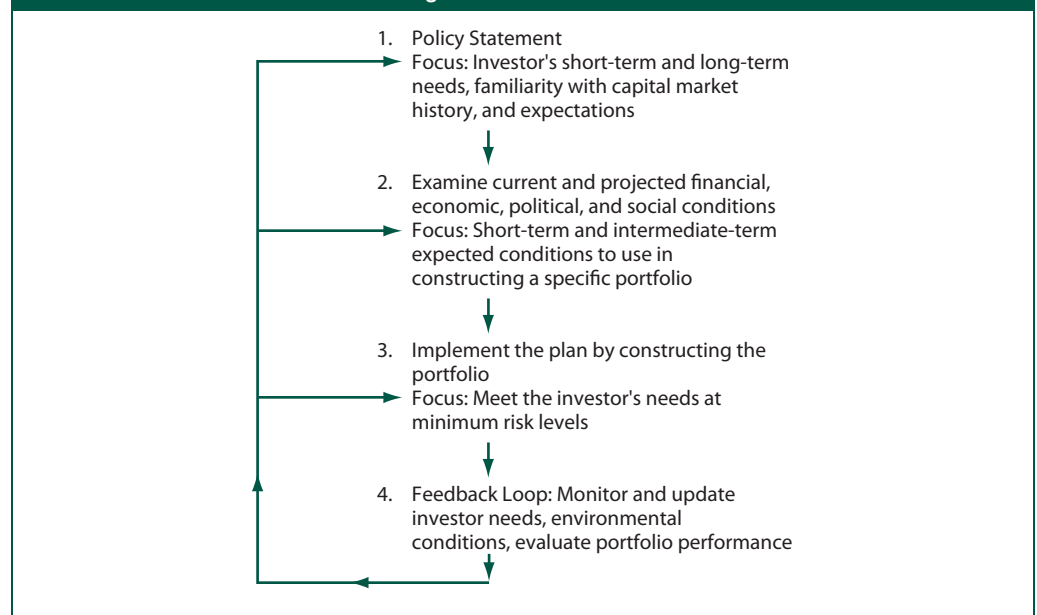 1. Policy Statement
Focus: Investor's short-term and long-term
needs, familiarity with capital market
history, and expectations
2. Examine current and projected financial,
economic, political, and social conditions
Focus: Short-term and intermediate-term
expected conditions to use in
constructing a specific portfolio
3. Implement the plan by constructing the
portfolio
Focus: Meet the investor's needs at
minimum risk levels
4. Feedback Loop: Monitor and update
investor needs, environmental
conditions, evaluate portfolio performance